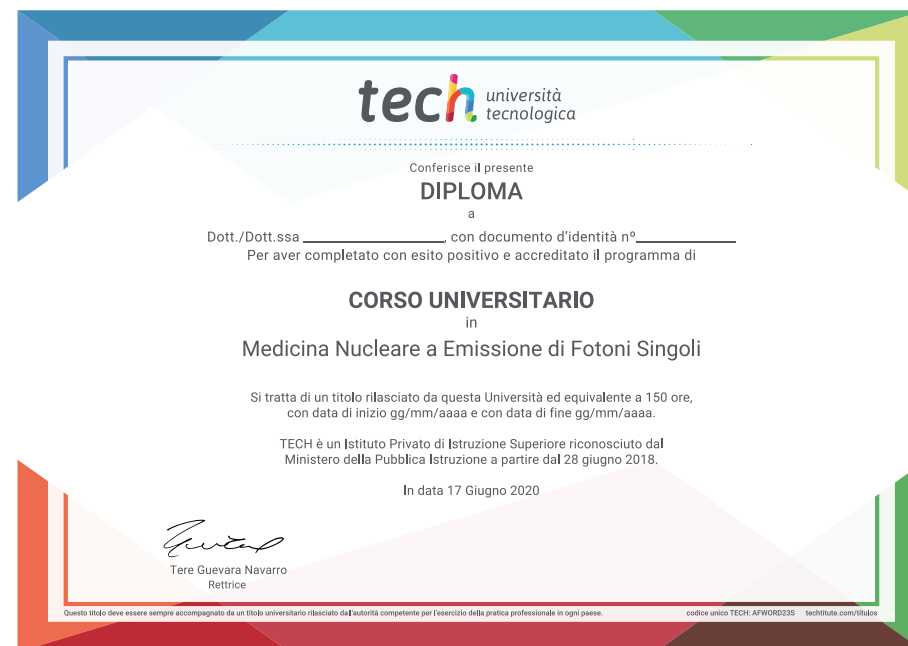 tech università
tecnologica
Conferisce il presente
DIPLOMA
a
Dott./Dott.ssa ____________________, con documento d'identità nº______________
Per aver completato con esito positivo e accreditato il programma di
CORSO UNIVERSITARIO
in
Medicina Nucleare a Emissione di Fotoni Singoli
Si tratta di un titolo rilasciato da questa Università ed equivalente a 150 ore,
con data di inizio gg/mm/aaaa e con data di fine gg/mm/aaaa.
TECH è un Istituto Privato di Istruzione Superiore riconosciuto dal
Ministero della Pubblica Istruzione a partire dal 28 giugno 2018.
In data 17 Giugno 2020
Tere Guevara Navarro
Rettrice
Questo titolo deve essere sempre accompagnato da un titolo universitario rilasciato dall'autorità competente per l'esercizio della pratica professionale in ogni paese. codice unico TECH: AFWORD23S techtitute.com/titulos